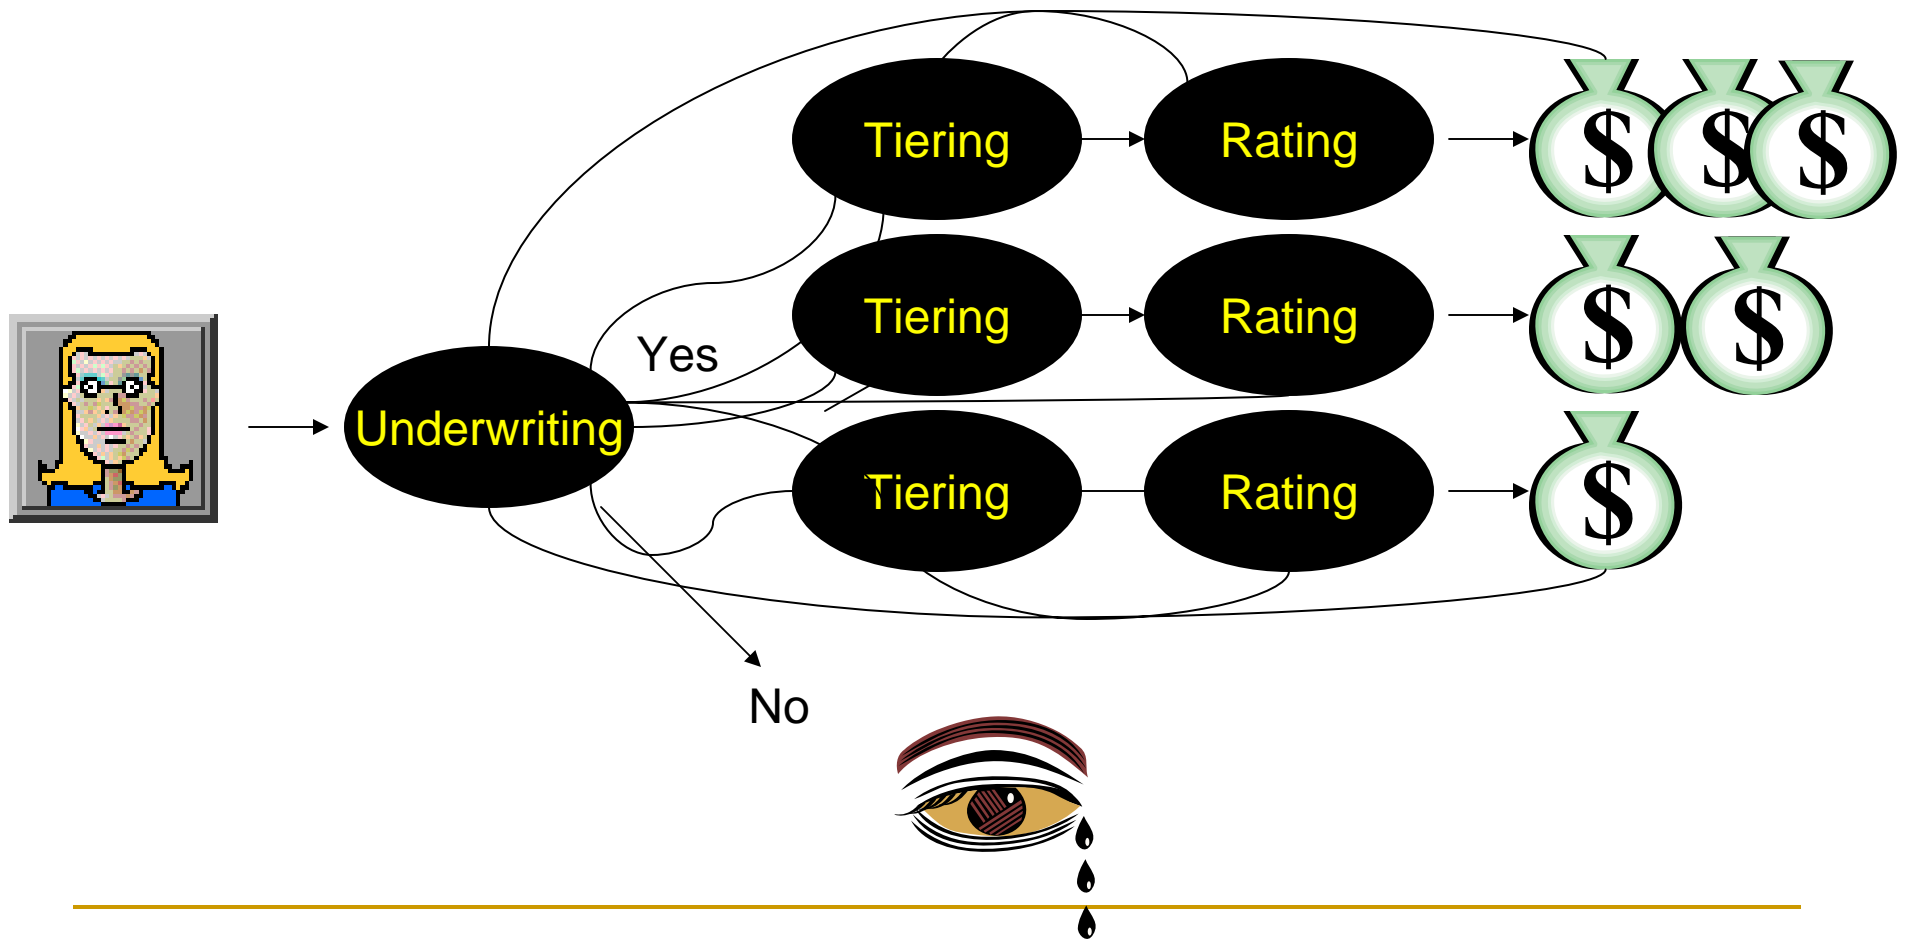 Tiering
Rating
$ $ $
Tiering
Rating
$ $
Yes
Underwriting
Tiering
Rating
$
No